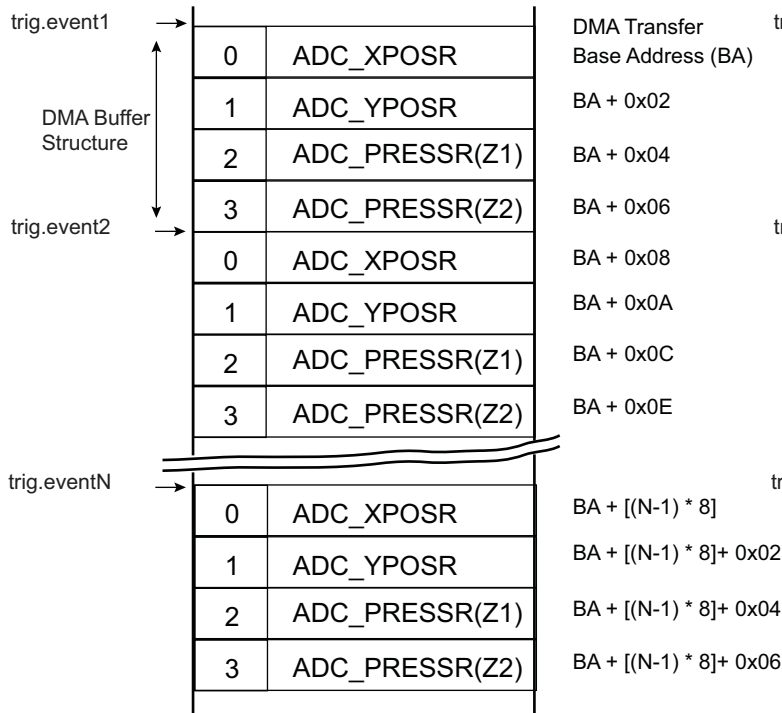 trig.event1
DMA Transfer
tr
0 ADC_XPOSR Base Address (BA)
1 ADC_YPOSR BA + 0x02
DMA Buffer
Structure
2 ADC_PRESSR(Z1) BA + 0x04
3 ADC_PRESSR(Z2) BA + 0x06
trig.event2
tr
0 ADC_XPOSR BA + 0x08
1 ADC_YPOSR BA + 0x0A
2 ADC_PRESSR(Z1) BA + 0x0C
3 ADC_PRESSR(Z2) BA + 0x0E
trig.eventN
tr
0 ADC_XPOSR BA + [(N-1) * 8]
1 ADC_YPOSR BA + [(N-1) * 8]+ 0x02
2 ADC_PRESSR(Z1) BA + [(N-1) * 8]+ 0x04
3 ADC_PRESSR(Z2) BA + [(N-1) * 8]+ 0x06